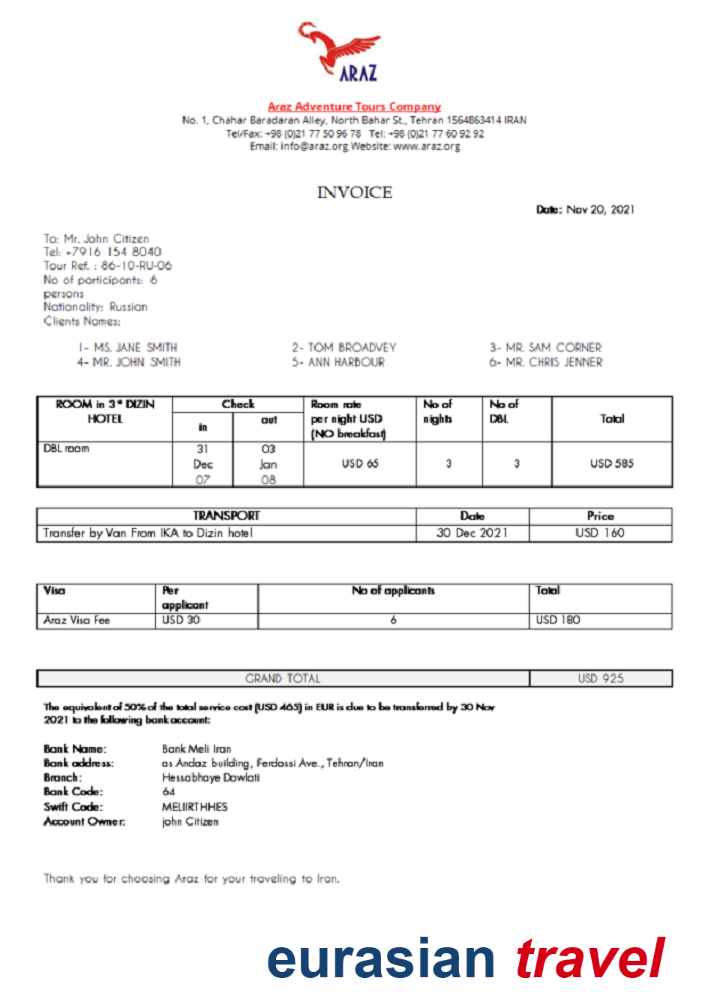 ARAZ
Araz Adventure Tours Company
No. 1, Chahar Baradaran Alley, North Bahar St., Tehran 1564863414 IRAN
Tel/Fax: +98 (0)21 77 50 96 78 Tel: +98 (0)21 77 60 92 92
Email: info@araz.org Website: www.araz.org
INVOICE
Date: Nov 20, 2021
To: Mr. John Citizen
Tel: +7916 154 8040
Tour Ref. : 86-10-RU-06
No of participants: 6
persons
Nationality: Russian
Clients Names:
1- MS. JANE SMITH 2- TOM BROADVEY 3- MR. SAM CORNER
4- MR. JOHN SMITH 5- ANN HARBOUR 6- MR. CHRIS JENNER
ROOM in 3* DIZIN HOTEL Check in out Room rate per night USD (NO breakfast) No of nights No of DBL Total
DBL room 31 Dec 07 03 Jan 08 USD 65 3 3 USD 585
TRANSPORT Date Price
Transfer by Van From IKA to Dizin hotel 30 Dec 2021 USD 160
Visa Per applicant No of applicants Total
Araz Visa Fee USD 30 6 USD 180
GRAND TOTAL USD 925
The equivalent of 50% of the total service cost (USD 465) in EUR is due to be transferred by 30 Nov
2021 to the following bank account:
Bank Name: Bank Meli Iran
Bank address: as Andaz building, Ferdossi Ave., Tehran/Iran
Branch: Hessabhaye Dowlati
Bank Code: 64
Swift Code: MELIIRTHHES
Account Owner: john Citizen
Thank you for choosing Araz for your traveling to Iran.
eurasian travel